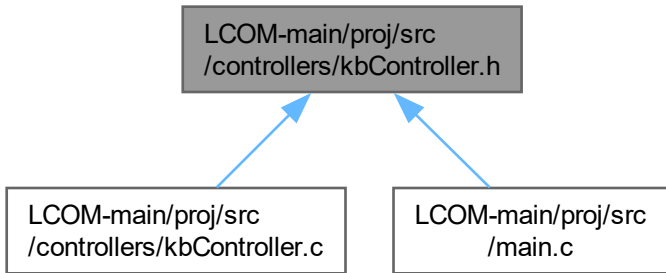 LCOM-main/proj/src
/controllers/kbController.h
LCOM-main/proj/src
/controllers/kbController.c
LCOM-main/proj/src
/main.c